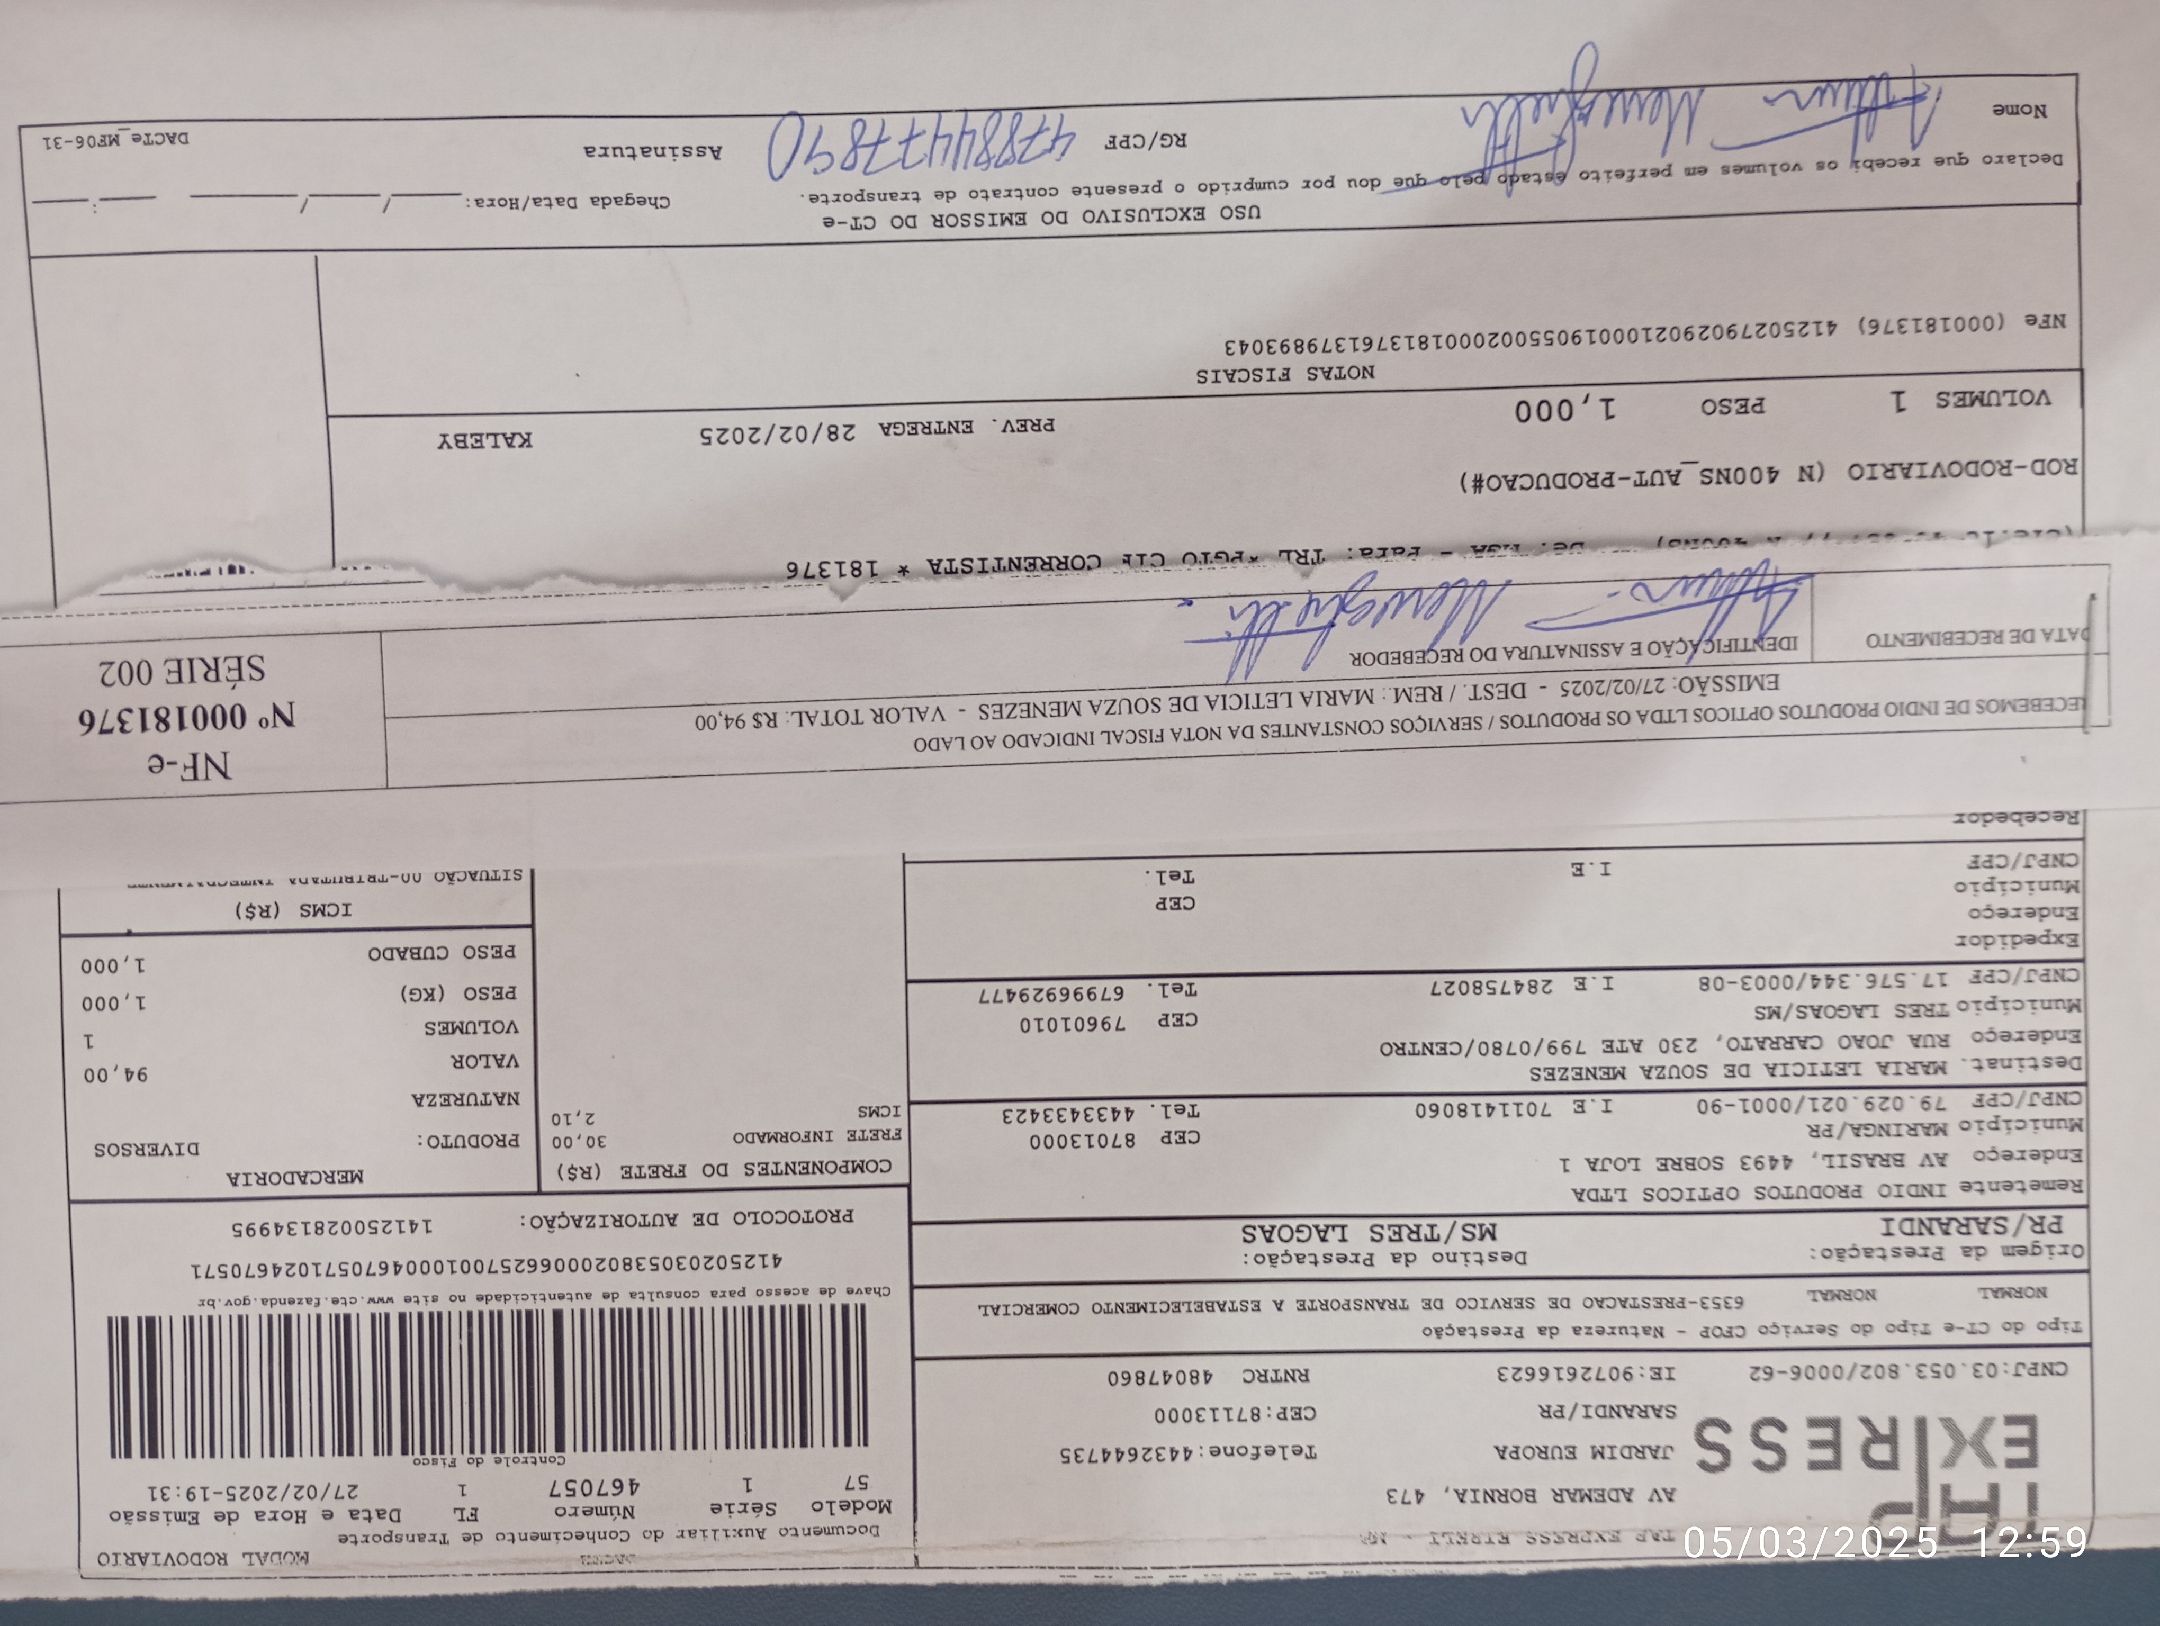 TAP EXPRESS EIRELI
AV ADEMAR BORNIA, 473
TAP
EXPRESS
JARDIM EUROPA Telefone:4432644735
SARANDI/PR CEP:87113000
CNPJ:03.053.802/0006-62 IE:9072616623 RNTRC 48047860
MODAL RODOVIARIO
Documento Auxiliar do Conhecimento de Transporte
Modelo Série Número FL Data e Hora de Emissão
57 1 467057 1 27/02/2025-19:31
Controle do Fisco
Chave de acesso para consulta de autenticidade no site www.cte.fazenda.gov.br
41250203053802000662570010004670571024670571
PROTOCOLO DE AUTORIZAÇÃO: 141250028134995
Tipo do CT-e Tipo do Serviço CFOP - Natureza da Prestação
NORMAL NORMAL 6353-PRESTACAO DE SERVICO DE TRANSPORTE A ESTABELECIMENTO COMERCIAL
Origem da Prestação: Destino da Prestação:
PR/SARANDI MS/TRES LAGOAS
Remetente INDIO PRODUTOS OPTICOS LTDA
Endereço AV BRASIL, 4493 SOBRE LOJA 1
Município MARINGA/PR CEP 87013000
CNPJ/CPF 79.029.021/0001-90 I.E 7011418060 Tel. 4433433423
Destinat. MARIA LETICIA DE SOUZA MENEZES
Endereço RUA JOAO CARRATO, 230 ATE 799/0780/CENTRO
Município TRES LAGOAS/MS CEP 79601010
CNPJ/CPF 17.576.344/0003-08 I.E 284758027 Tel. 67996929477
Expedidor
Endereço
Município CEP
CNPJ/CPF I.E Tel.
Recebedor
COMPONENTES DO FRETE (R$)
FRETE INFORMADO 30,00
ICMS 2,10
MERCADORIA
PRODUTO: DIVERSOS
NATUREZA
VALOR 94,00
VOLUMES 1
PESO (KG) 1,000
PESO CUBADO 1,000
ICMS (R$)
SITUAÇÃO 00-TRIBUTADA INTEGRALMENTE
RECEBEMOS DE INDIO PRODUTOS OPTICOS LTDA OS PRODUTOS / SERVIÇOS CONSTANTES DA NOTA FISCAL INDICADO AO LADO
EMISSÃO: 27/02/2025 - DEST. / REM.: MARIA LETICIA DE SOUZA MENEZES - VALOR TOTAL: R$ 94,00
DATA DE RECEBIMENTO IDENTIFICAÇÃO E ASSINATURA DO RECEBEDOR
NF-e
Nº 000181376
SÉRIE 002
Para: TRL *PGTO CIF CORRENTISTA * 181376
ROD-RODOVIARIO (N 400NS_AUT-PRODUCAO#)
VOLUMES 1 PESO 1,000 PREV. ENTREGA 28/02/2025 KALEBY
NOTAS FISCAIS
NFe (000181376) 41250279029021000190550020001813761379893043
USO EXCLUSIVO DO EMISSOR DO CT-e
Declaro que recebi os volumes em perfeito estado pelo que dou por cumprido o presente contrato de transporte.
Chegada Data/Hora: ___/___/___ ___:___
Nome RG/CPF 47884477890 Assinatura
DACTe_MF06-31
05/03/2025 12:59